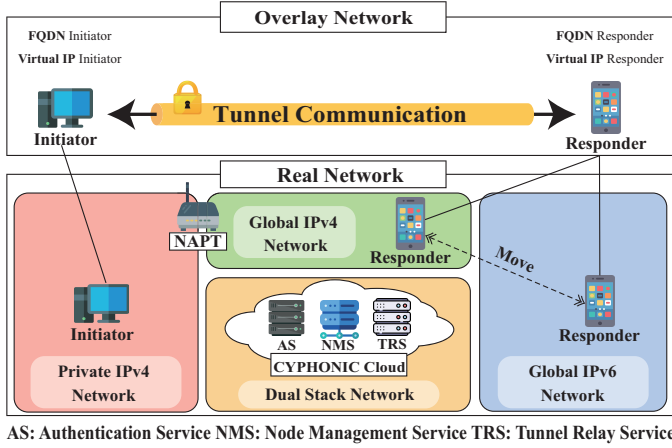 Overlay Network
FQDN Initiator
Virtual IP Initiator
FQDN Responder
Virtual IP Responder
Tunnel Communication
Initiator
Responder
Real Network
NAPT
Global IPv4
Network
Responder
Move
Initiator
Responder
AS
NMS
TRS
CYPHONIC Cloud
Private IPv4
Network
Dual Stack Network
Global IPv6
Network
AS: Authentication Service NMS: Node Management Service TRS: Tunnel Relay Service